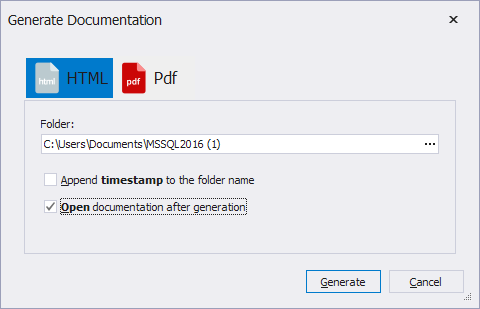 Generate Documentation
html HTML pdf Pdf
Folder:
C:\Users\Documents\MSSQL2016 (1) ...
Append timestamp to the folder name
Open documentation after generation
Generate Cancel